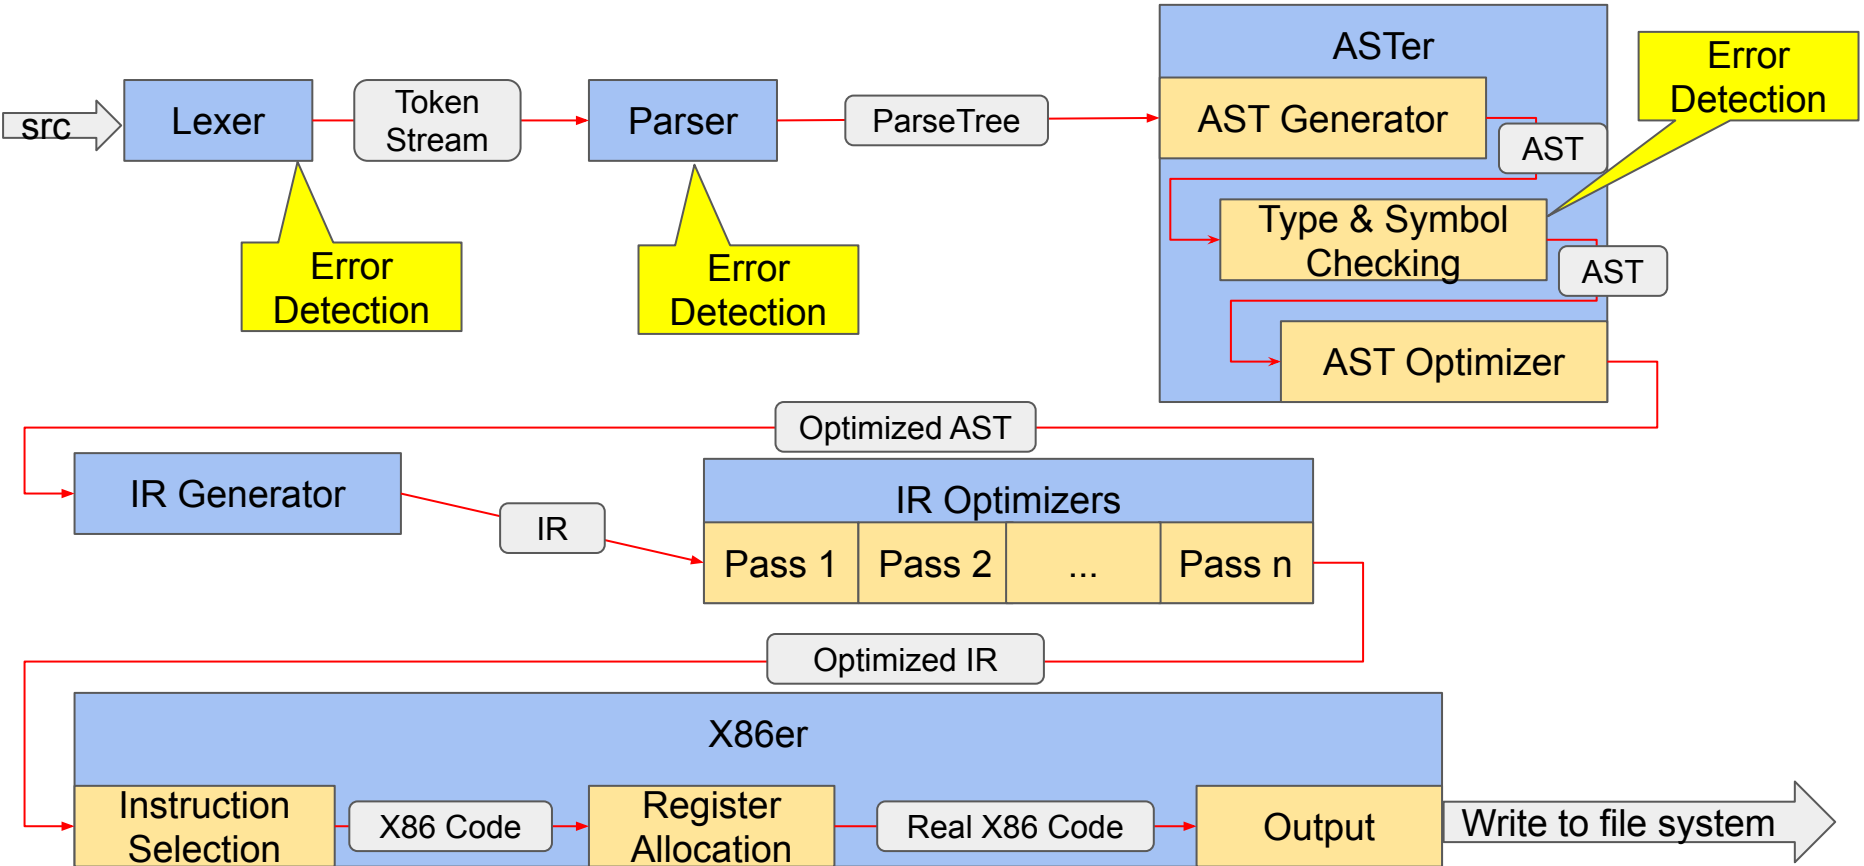 src
Lexer
Token
Stream
Parser
ParseTree
ASTer
AST Generator
AST
Type & Symbol
Checking
AST
AST Optimizer
Error
Detection
Error
Detection
Error
Detection
Optimized AST
IR Generator
IR
IR Optimizers
Pass 1
Pass 2
...
Pass n
Optimized IR
X86er
Instruction
Selection
X86 Code
Register
Allocation
Real X86 Code
Output
Write to file system